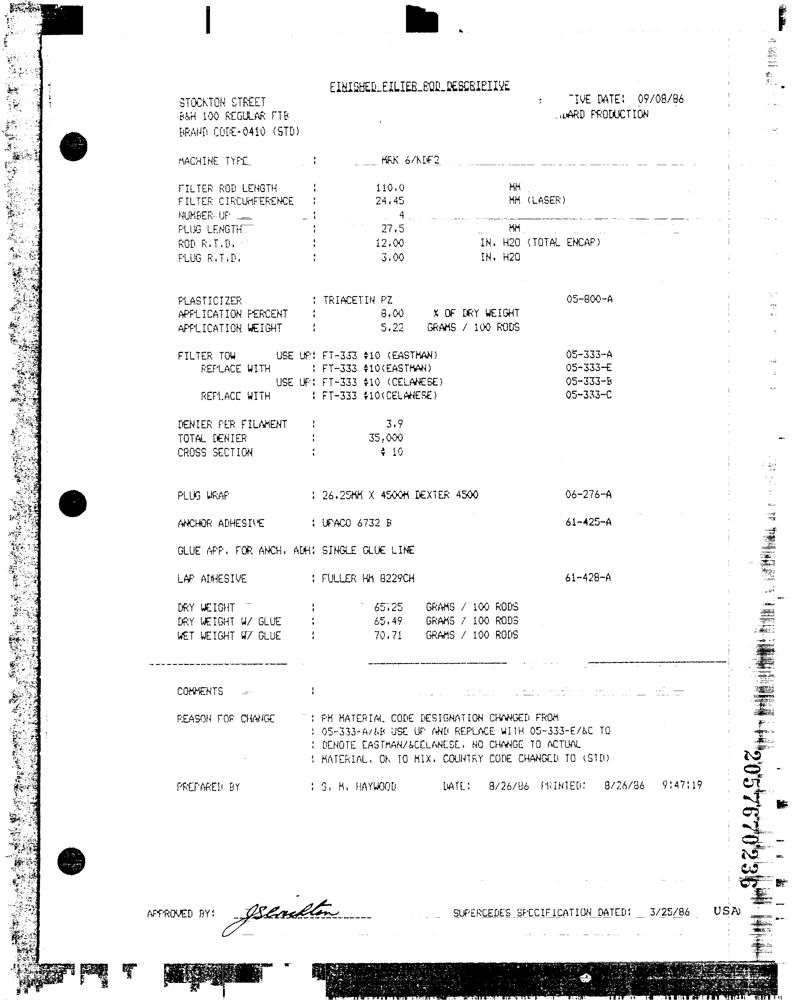 FINISHED FILTER ROD DESCRIPTIVE
STOCKTON STREET : TIVE DATE: 09/08/86
B&H 100 REGULAR FTB ARD PRODUCTION
BRAND CODE-0410 (STD)
MACHINE TYPE : MRK 6/KDF2
FILTER ROD LENGTH : 110.0 MM
FILTER CIRCUMFERENCE : 24.45 MM (LASER)
NUMBER UP : 4
PLUG LENGTH : 27.5 MM
ROD R.T.D. : 12.00 IN. H2O (TOTAL ENCAP)
PLUG R.T.D. : 3.00 IN. H2O
PLASTICIZER : TRIACETIN PZ 05-800-A
APPLICATION PERCENT : 8.00 % OF DRY WEIGHT
APPLICATION WEIGHT : 5.22 GRAMS / 100 RODS
FILTER TOW USE UP: FT-333 #10 (EASTMAN) 05-333-A
REPLACE WITH : FT-333 #10(EASTMAN) 05-333-E
USE UP: FT-333 #10 (CELANESE) 05-333-B
REPLACE WITH : FT-333 #10(CELANESE) 05-333-C
DENIER PER FILAMENT : 3.9
TOTAL DENIER : 35,000
CROSS SECTION : # 10
PLUG WRAP : 26.25MM X 4500M DEXTER 4500 06-276-A
ANCHOR ADHESIVE : UPACO 6732 B 61-425-A
GLUE APP. FOR ANCH. ADH: SINGLE GLUE LINE
LAP ADHESIVE : FULLER HM 8229CH 61-428-A
DRY WEIGHT : 65.25 GRAMS / 100 RODS
DRY WEIGHT W/ GLUE : 65.49 GRAMS / 100 RODS
WET WEIGHT W/ GLUE : 70.71 GRAMS / 100 RODS
COMMENTS :
REASON FOR CHANGE : PM MATERIAL CODE DESIGNATION CHANGED FROM
: 05-333-A/&B USE UP AND REPLACE WITH 05-333-E/&C TO
: DENOTE EASTMAN/&CELANESE. NO CHANGE TO ACTUAL
: MATERIAL. OK TO MIX. COUNTRY CODE CHANGED TO (STD)
PREPARED BY : S. M. HAYWOOD DATE: 8/26/86 PRINTED: 8/26/86 9:47:19
2057670236
APPROVED BY: SUPERCEDES SPECIFICATION DATED: 3/25/86 USA